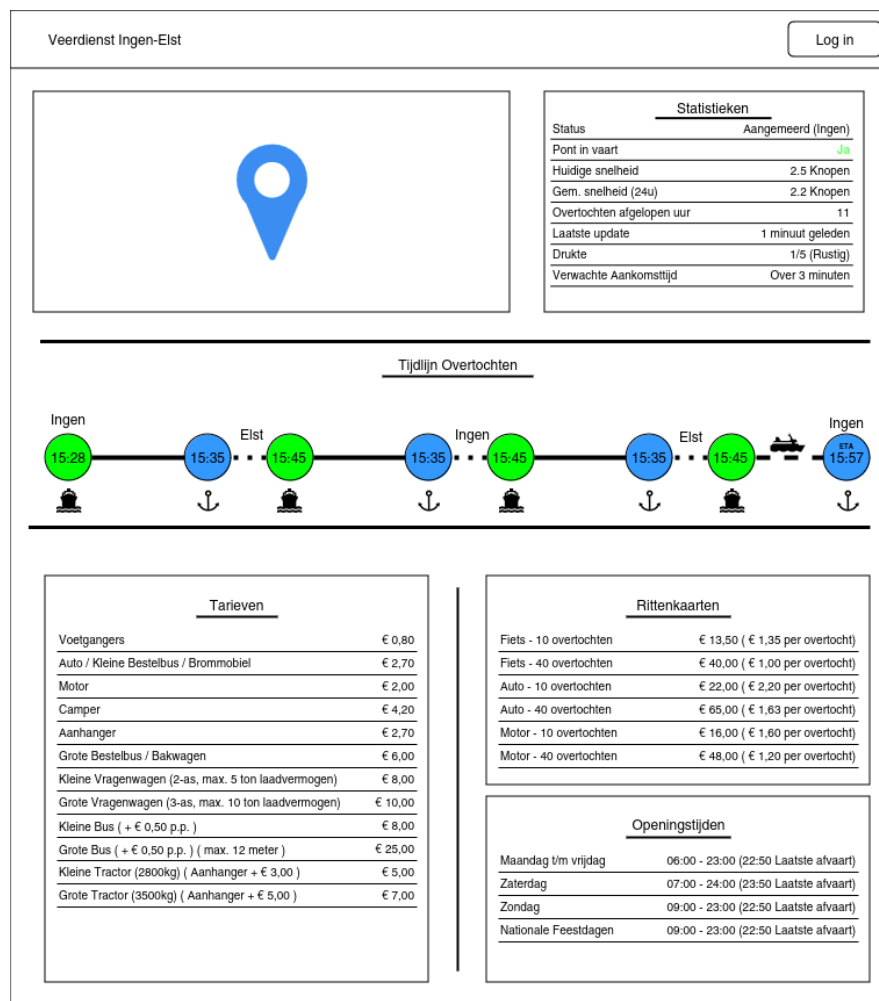 Veerdienst Ingen-Elst
Log in
Statistieken
Status Aangemeerd (Ingen)
Pont in vaart Ja
Huidige snelheid 2.5 Knopen
Gem. snelheid (24u) 2.2 Knopen
Overtochten afgelopen uur 11
Laatste update 1 minuut geleden
Drukte 1/5 (Rustig)
Verwachte Aankomsttijd Over 3 minuten
Tijdlijn Overtochten
Ingen Elst Ingen Elst Ingen
15:28 15:35 15:45 15:35 15:45 15:35 15:45 ETA 15:57
Tarieven
Voetgangers € 0,80
Auto / Kleine Bestelbus / Brommobiel € 2,70
Motor € 2,00
Camper € 4,20
Aanhanger € 2,70
Grote Bestelbus / Bakwagen € 6,00
Kleine Vragenwagen (2-as, max. 5 ton laadvermogen) € 8,00
Grote Vragenwagen (3-as, max. 10 ton laadvermogen) € 10,00
Kleine Bus ( + € 0,50 p.p. ) € 8,00
Grote Bus ( + € 0,50 p.p. ) ( max. 12 meter ) € 25,00
Kleine Tractor (2800kg) ( Aanhanger + € 3,00 ) € 5,00
Grote Tractor (3500kg) ( Aanhanger + € 5,00 ) € 7,00
Rittenkaarten
Fiets - 10 overtochten € 13,50 ( € 1,35 per overtocht)
Fiets - 40 overtochten € 40,00 ( € 1,00 per overtocht)
Auto - 10 overtochten € 22,00 ( € 2,20 per overtocht)
Auto - 40 overtochten € 65,00 ( € 1,63 per overtocht)
Motor - 10 overtochten € 16,00 ( € 1,60 per overtocht)
Motor - 40 overtochten € 48,00 ( € 1,20 per overtocht)
Openingstijden
Maandag t/m vrijdag 06:00 - 23:00 (22:50 Laatste afvaart)
Zaterdag 07:00 - 24:00 (23:50 Laatste afvaart)
Zondag 09:00 - 23:00 (22:50 Laatste afvaart)
Nationale Feestdagen 09:00 - 23:00 (22:50 Laatste afvaart)